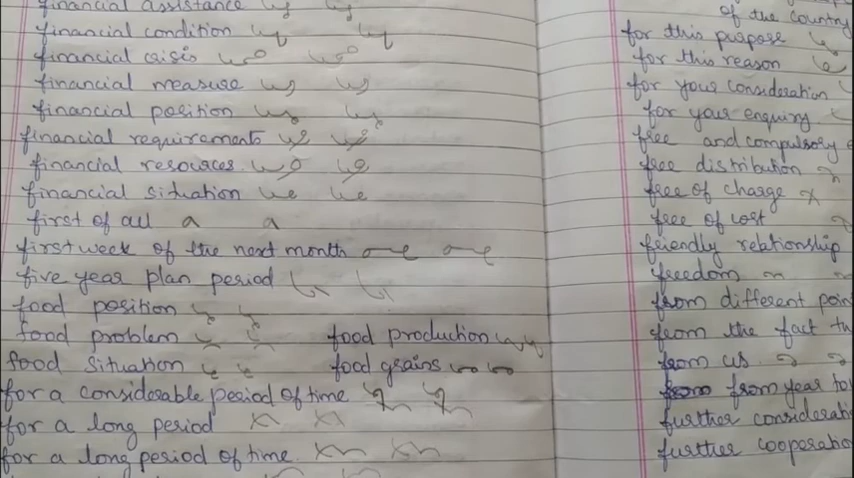 financial assistance
financial condition
financial crisis
financial measure
financial position
financial requirements
financial resources
financial situation
first of all
first week of the next month
five year plan period
food position
food problem food production
food situation food grains
for a considerable period of time
for a long period
for a long period of time
of the country
for this purpose
for this reason
for your consideration
for your enquiry
free and compulsory
free distribution
free of charge
free of cost
friendly relationship
freedom
from different
from the fact
from us
from year to
further
further